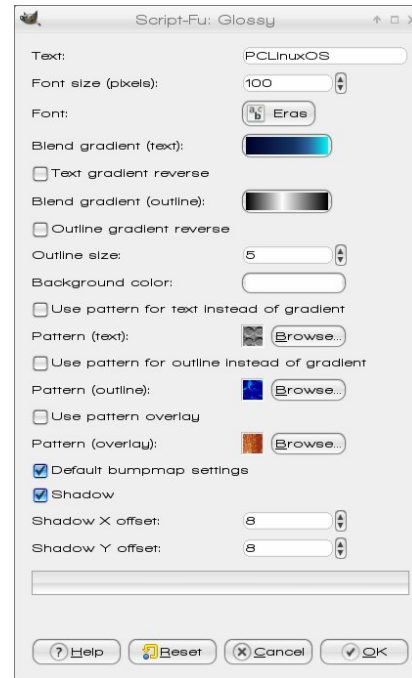 Script-Fu: Glossy
Text: PCLinuxOS
Font size (pixels): 100
Font: Eras
Blend gradient (text):
Text gradient reverse
Blend gradient (outline):
Outline gradient reverse
Outline size: 5
Background color:
Use pattern for text instead of gradient
Pattern (text): Browse...
Use pattern for outline instead of gradient
Pattern (outline): Browse...
Use pattern overlay
Pattern (overlay): Browse...
Default bumpmap settings
Shadow
Shadow X offset: 8
Shadow Y offset: 8
Help Reset Cancel OK